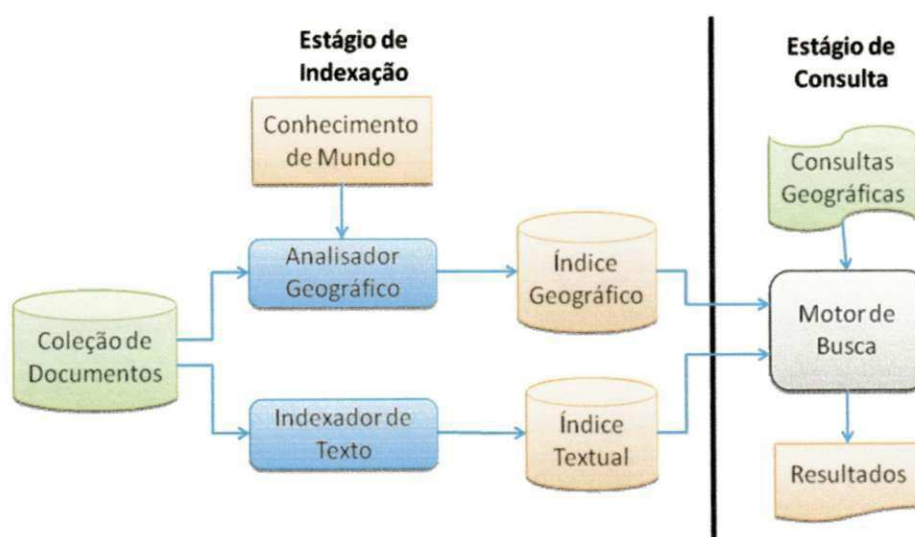 Estágio de
Indexação
Estágio de
Consulta
Conhecimento
de Mundo
Consultas
Geográficas
Analisador
Geográfico
Índice
Geográfico
Coleção de
Documentos
Motor de
Busca
Indexador de
Texto
Índice
Textual
Resultados